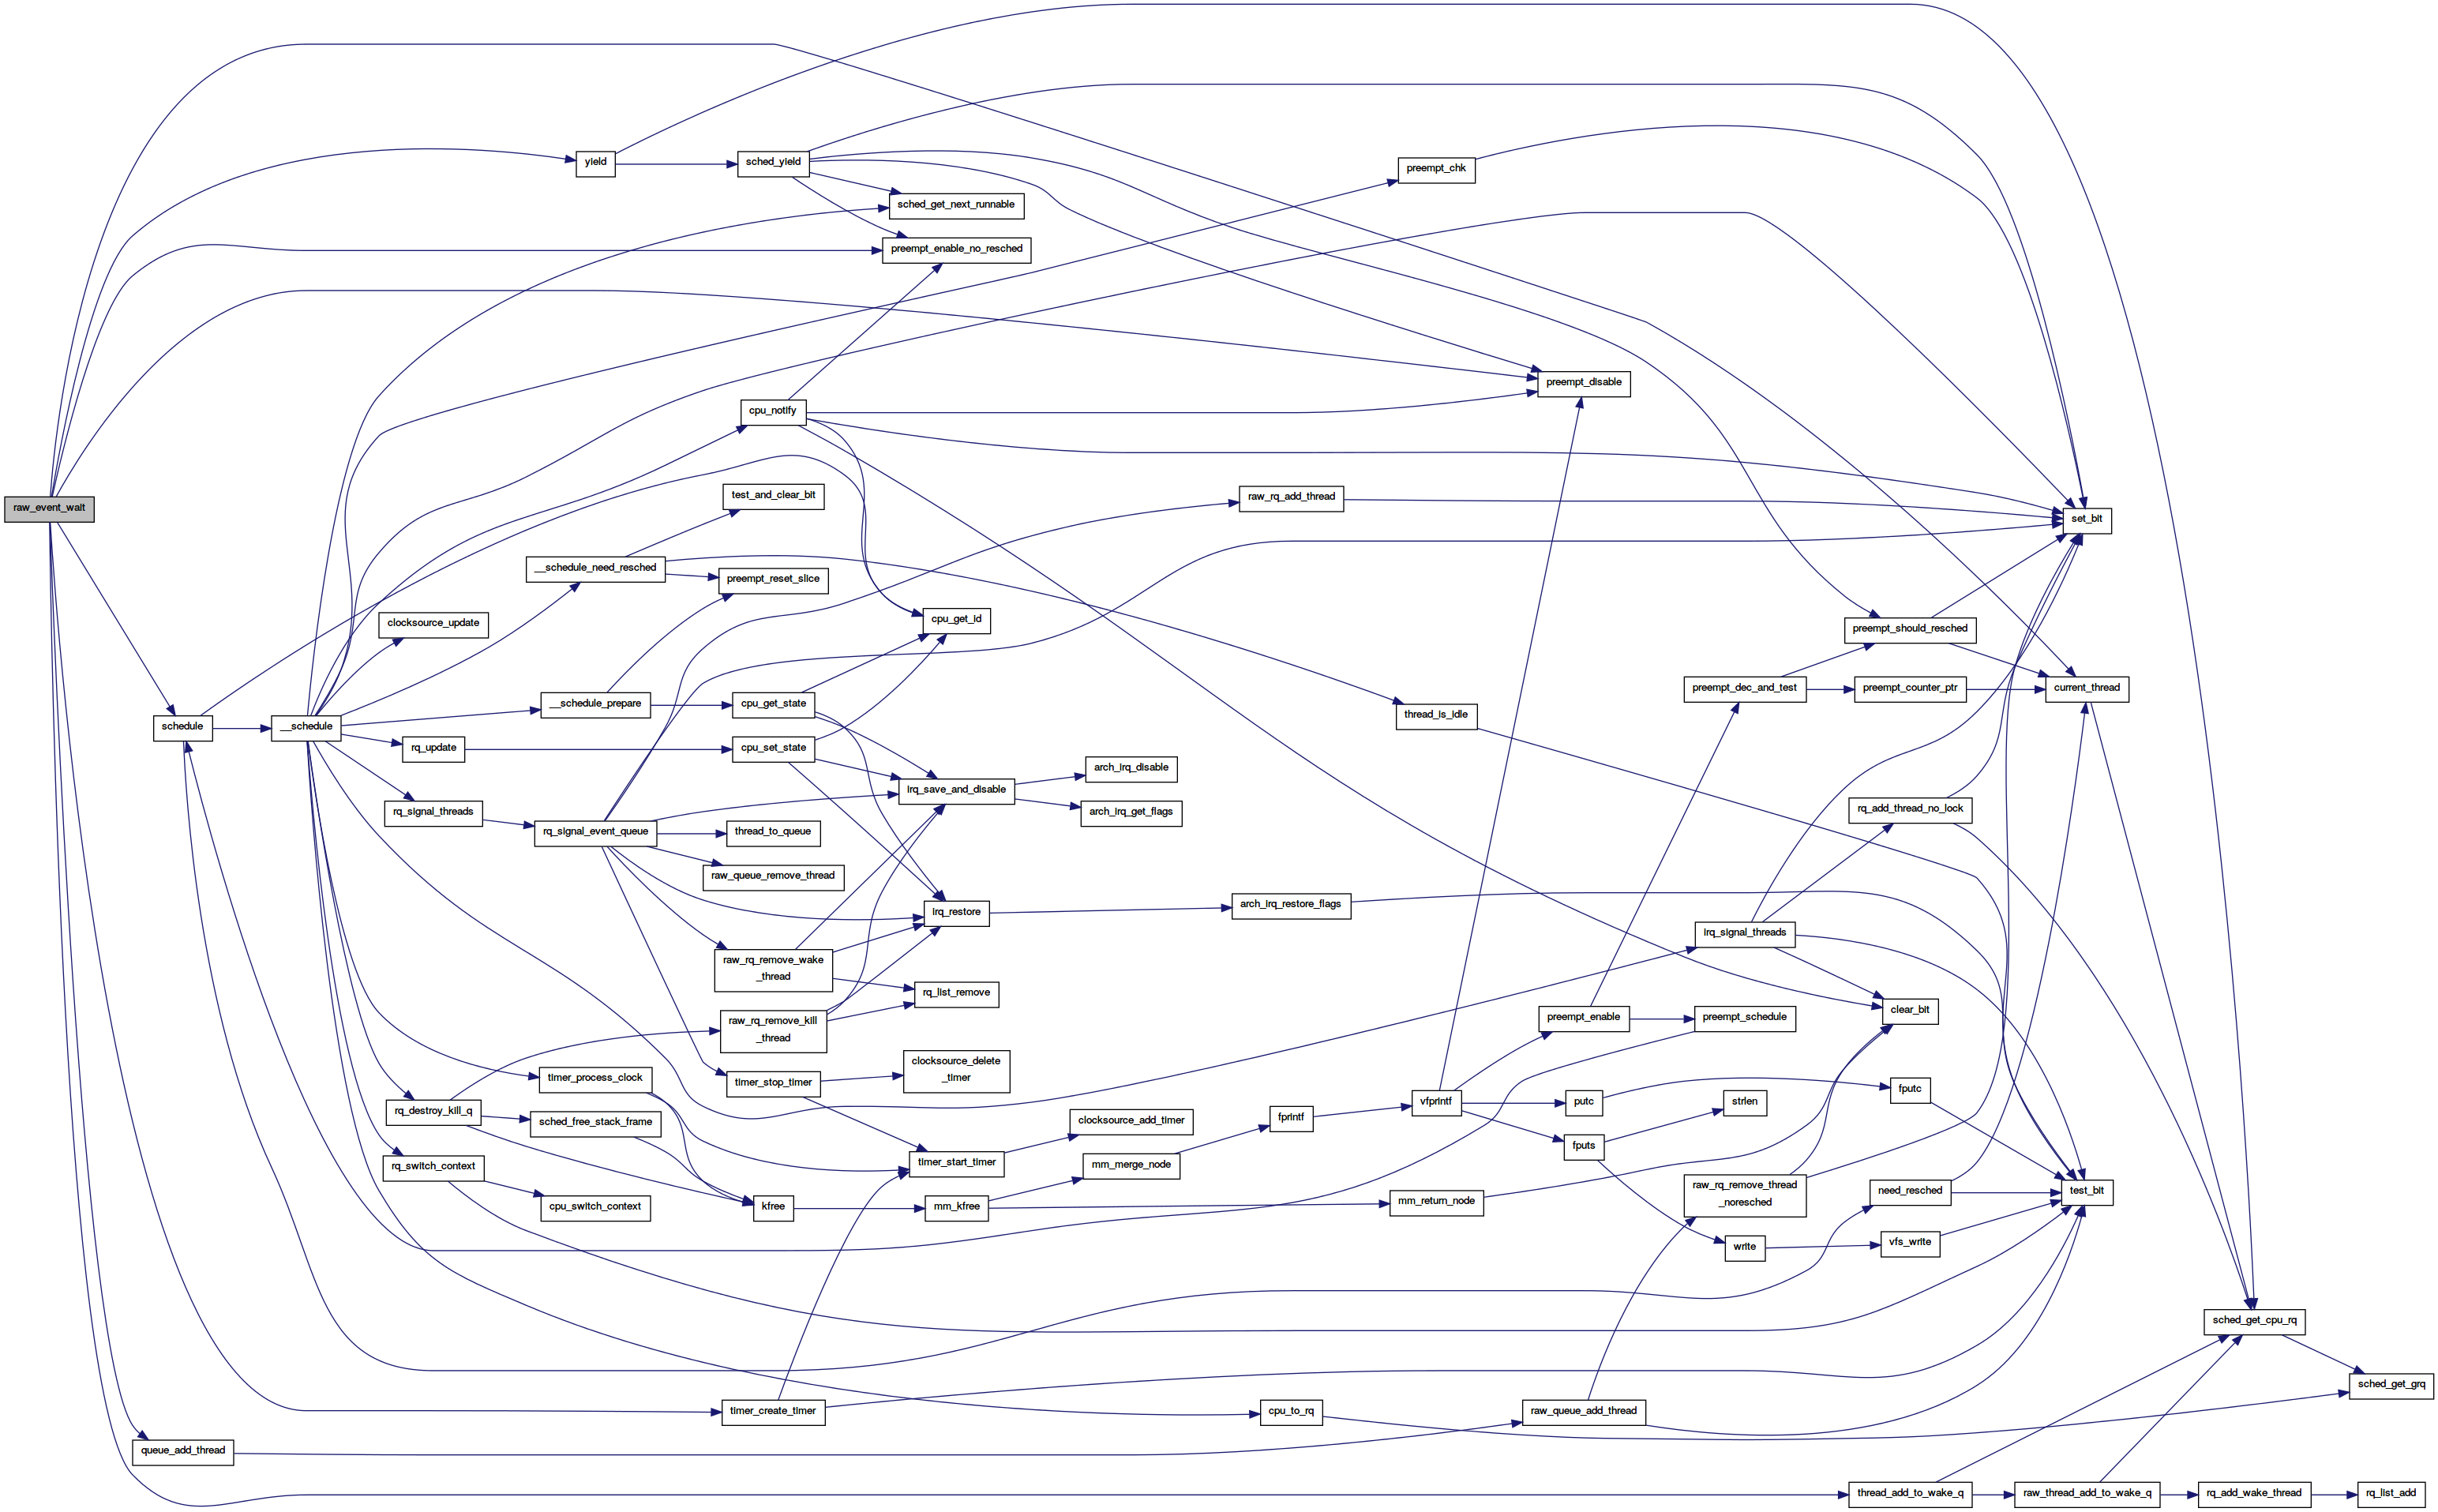 yield
sched_yield
preempt_chk
sched_get_next_runnable
preempt_enable_no_resched
preempt_disable
cpu_notify
test_and_clear_bit
raw_rq_add_thread
raw_event_wait
set_bit
__schedule_need_resched
preempt_reset_slice
clocksource_update
cpu_get_id
preempt_should_resched
__schedule_prepare
cpu_get_state
thread_is_idle
preempt_dec_and_test
preempt_counter_ptr
current_thread
schedule
__schedule
rq_update
cpu_set_state
irq_save_and_disable
arch_irq_disable
arch_irq_get_flags
rq_signal_threads
rq_add_thread_no_lock
rq_signal_event_queue
thread_to_queue
raw_queue_remove_thread
irq_restore
arch_irq_restore_flags
irq_signal_threads
raw_rq_remove_wake
_thread
rq_list_remove
clear_bit
raw_rq_remove_kill
_thread
preempt_enable
preempt_schedule
clocksource_delete
_timer
timer_process_clock
timer_stop_timer
fputc
rq_destroy_kill_q
sched_free_stack_frame
clocksource_add_timer
fprintf
vfprintf
putc
strlen
fputs
rq_switch_context
timer_start_timer
mm_merge_node
cpu_switch_context
kfree
mm_kfree
mm_return_node
raw_rq_remove_thread
_noresched
need_resched
test_bit
write
vfs_write
sched_get_cpu_rq
sched_get_grq
timer_create_timer
cpu_to_rq
raw_queue_add_thread
queue_add_thread
thread_add_to_wake_q
raw_thread_add_to_wake_q
rq_add_wake_thread
rq_list_add